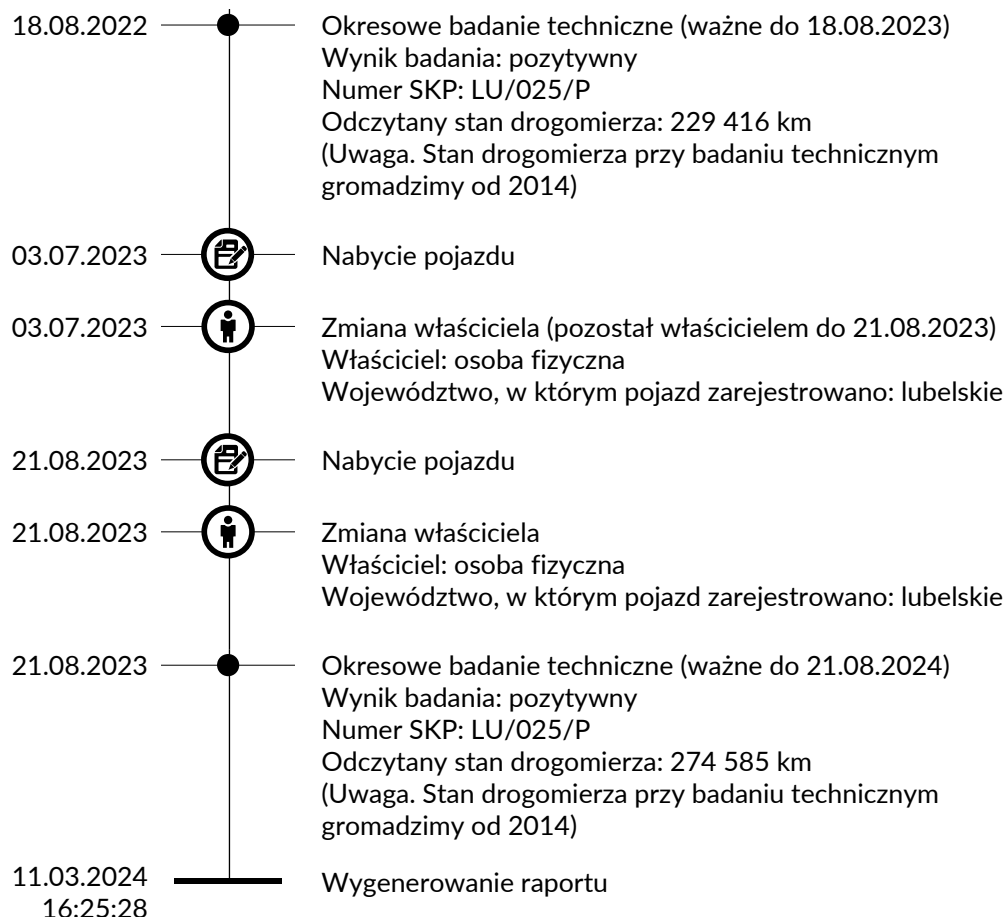 18.08.2022
Okresowe badanie techniczne (ważne do 18.08.2023)
Wynik badania: pozytywny
Numer SKP: LU/025/P
Odczytany stan drogomierza: 229 416 km
(Uwaga. Stan drogomierza przy badaniu technicznym
gromadzimy od 2014)
03.07.2023
Nabycie pojazdu
03.07.2023
Zmiana właściciela (pozostał właścicielem do 21.08.2023)
Właściciel: osoba fizyczna
Województwo, w którym pojazd zarejestrowano: lubelskie
21.08.2023
Nabycie pojazdu
21.08.2023
Zmiana właściciela
Właściciel: osoba fizyczna
Województwo, w którym pojazd zarejestrowano: lubelskie
21.08.2023
Okresowe badanie techniczne (ważne do 21.08.2024)
Wynik badania: pozytywny
Numer SKP: LU/025/P
Odczytany stan drogomierza: 274 585 km
(Uwaga. Stan drogomierza przy badaniu technicznym
gromadzimy od 2014)
11.03.2024
16:25:28
Wygenerowanie raportu